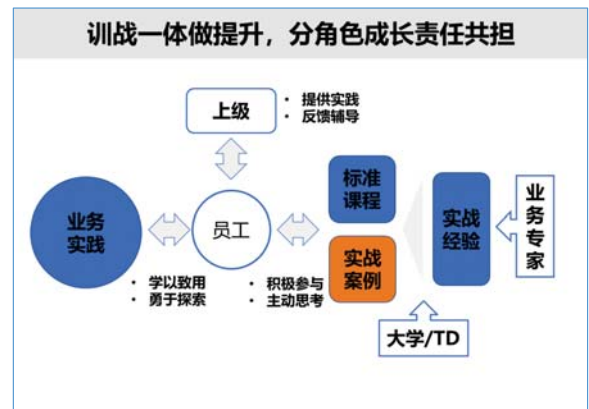 训战一体做提升，分角色成长责任共担
上级
• 提供实践
• 反馈辅导
业务
实践
员工
• 学以致用
• 勇于探索
• 积极参与
• 主动思考
标准
课程
实战
案例
实战
经验
业
务
专
家
大学/TD